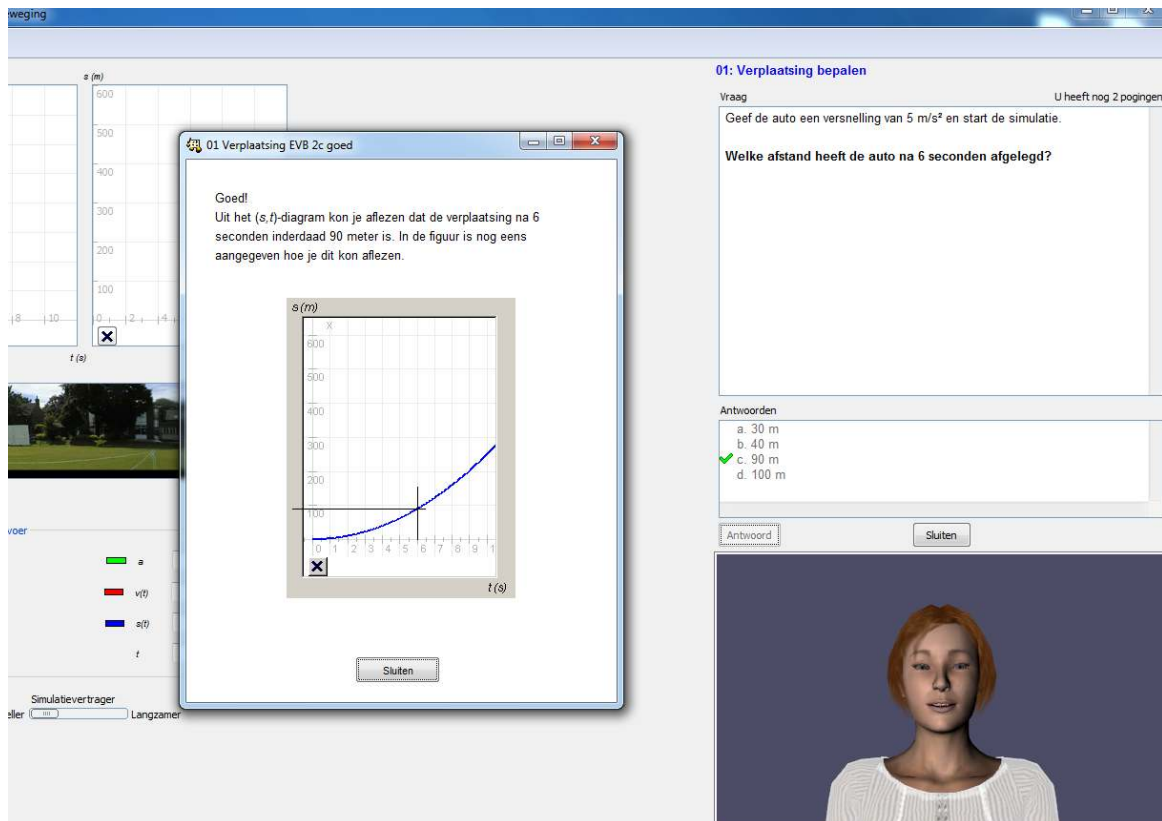 weging
s (m)
600
500
400
300
200
100
8 10
0 2 4
t (s)
voer
a
v(t)
s(t)
t
Simulatievertrager
eller
Langzamer
01 Verplaatsing EVB 2c goed
Goed!
Uit het (s,t)-diagram kon je aflezen dat de verplaatsing na 6
seconden inderdaad 90 meter is. In de figuur is nog eens
aangegeven hoe je dit kon aflezen.
s (m)
X
600
500
400
300
200
100
0 1 2 3 4 5 6 7 8 9 1
t (s)
Sluiten
01: Verplaatsing bepalen
Vraag
U heeft nog 2 pogingen
Geef de auto een versnelling van 5 m/s² en start de simulatie.
Welke afstand heeft de auto na 6 seconden afgelegd?
Antwoorden
a. 30 m
b. 40 m
c. 90 m
d. 100 m
Antwoord
Sluiten